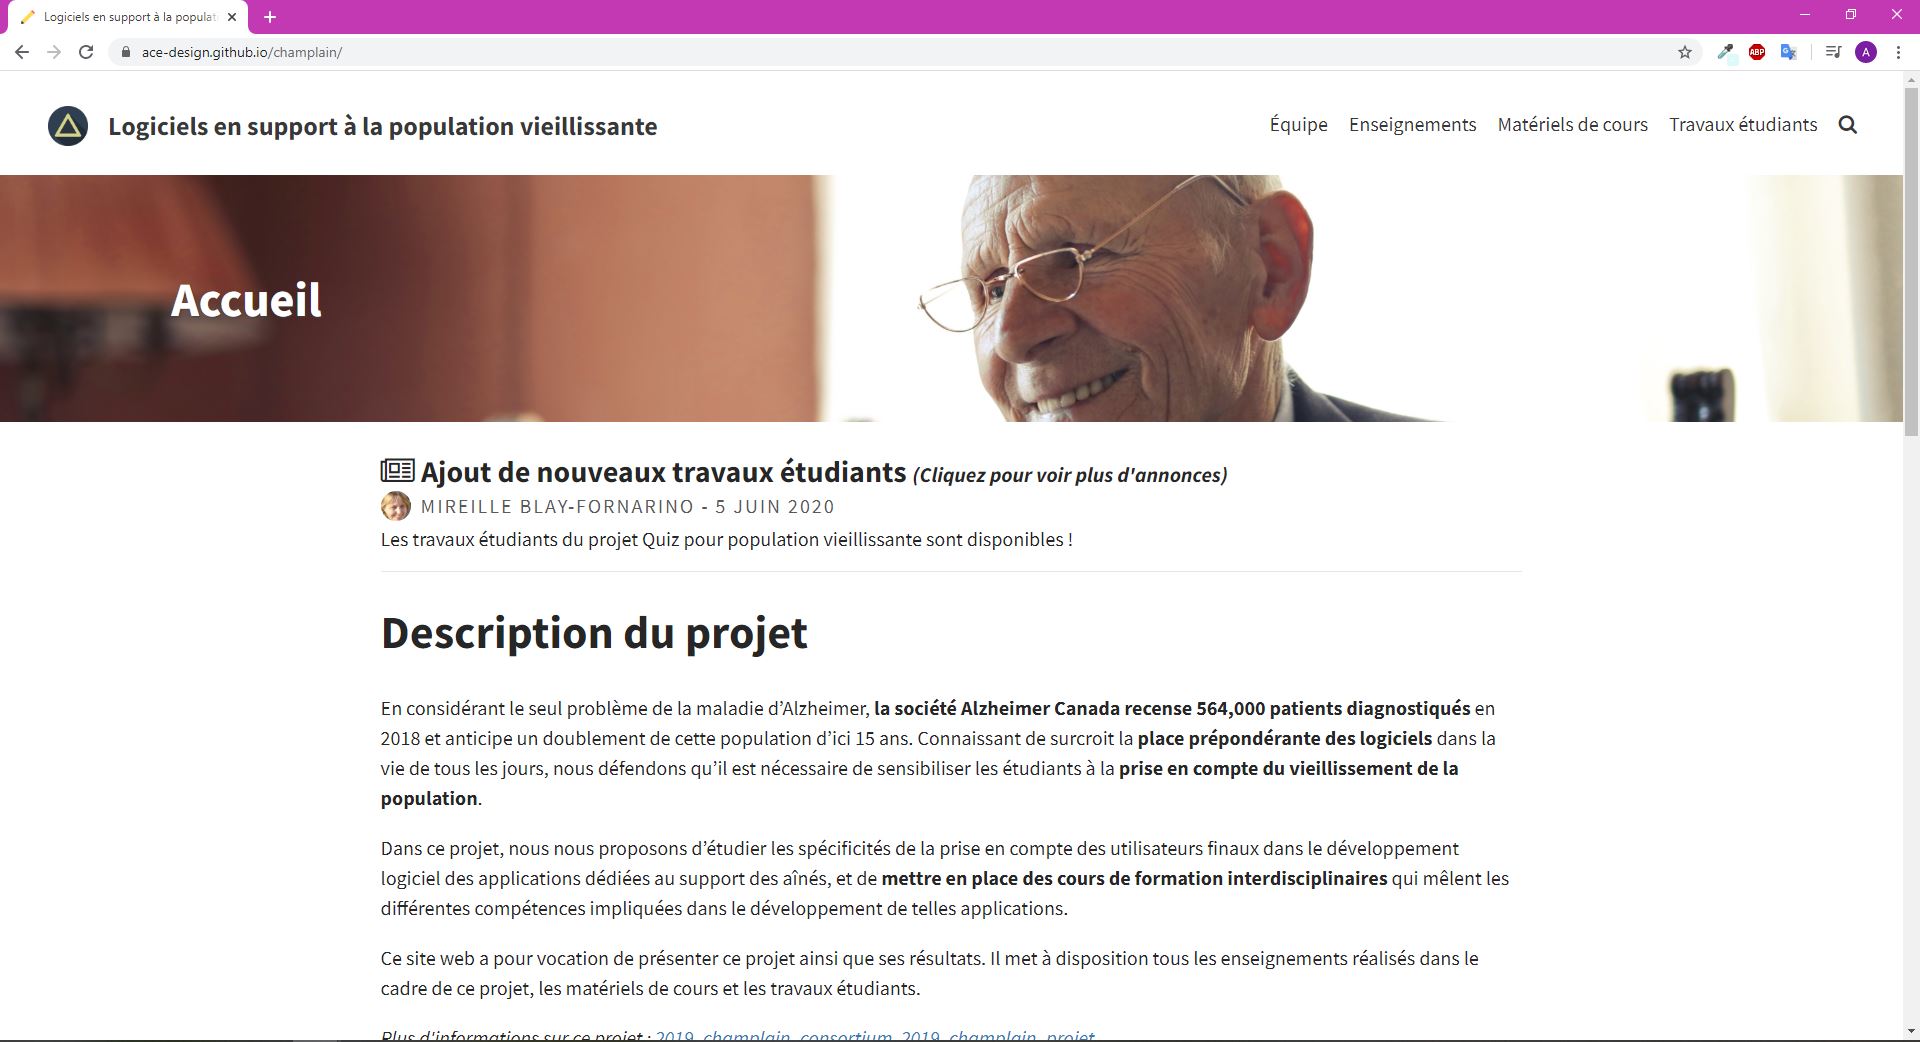 Logiciels en support à la populat
ace-design.github.io/champlain/
ABP
G
A
Logiciels en support à la population vieillissante
Équipe Enseignements Matériels de cours Travaux étudiants
Accueil
Ajout de nouveaux travaux étudiants (Cliquez pour voir plus d'annonces)
MIREILLE BLAY-FORNARINO - 5 JUIN 2020
Les travaux étudiants du projet Quiz pour population vieillissante sont disponibles !
Description du projet
En considérant le seul problème de la maladie d’Alzheimer, la société Alzheimer Canada recense 564,000 patients diagnostiqués en
2018 et anticipe un doublement de cette population d’ici 15 ans. Connaissant de surcroit la place prépondérante des logiciels dans la
vie de tous les jours, nous défendons qu’il est nécessaire de sensibiliser les étudiants à la prise en compte du vieillissement de la
population.
Dans ce projet, nous nous proposons d’étudier les spécificités de la prise en compte des utilisateurs finaux dans le développement
logiciel des applications dédiées au support des aînés, et de mettre en place des cours de formation interdisciplinaires qui mêlent les
différentes compétences impliquées dans le développement de telles applications.
Ce site web a pour vocation de présenter ce projet ainsi que ses résultats. Il met à disposition tous les enseignements réalisés dans le
cadre de ce projet, les matériels de cours et les travaux étudiants.
Plus d'informations sur ce projet : 2019_champlain_consortium, 2019_champlain_projet